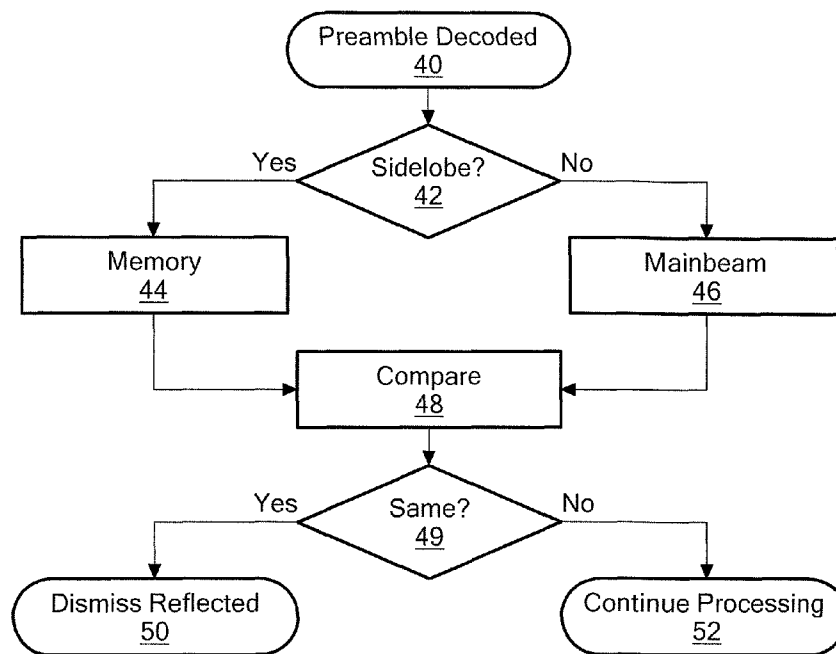 Preamble Decoded
40
Yes
Sidelobe?
42
No
Memory
44
Mainbeam
46
Compare
48
Yes
Same?
49
No
Dismiss Reflected
50
Continue Processing
52